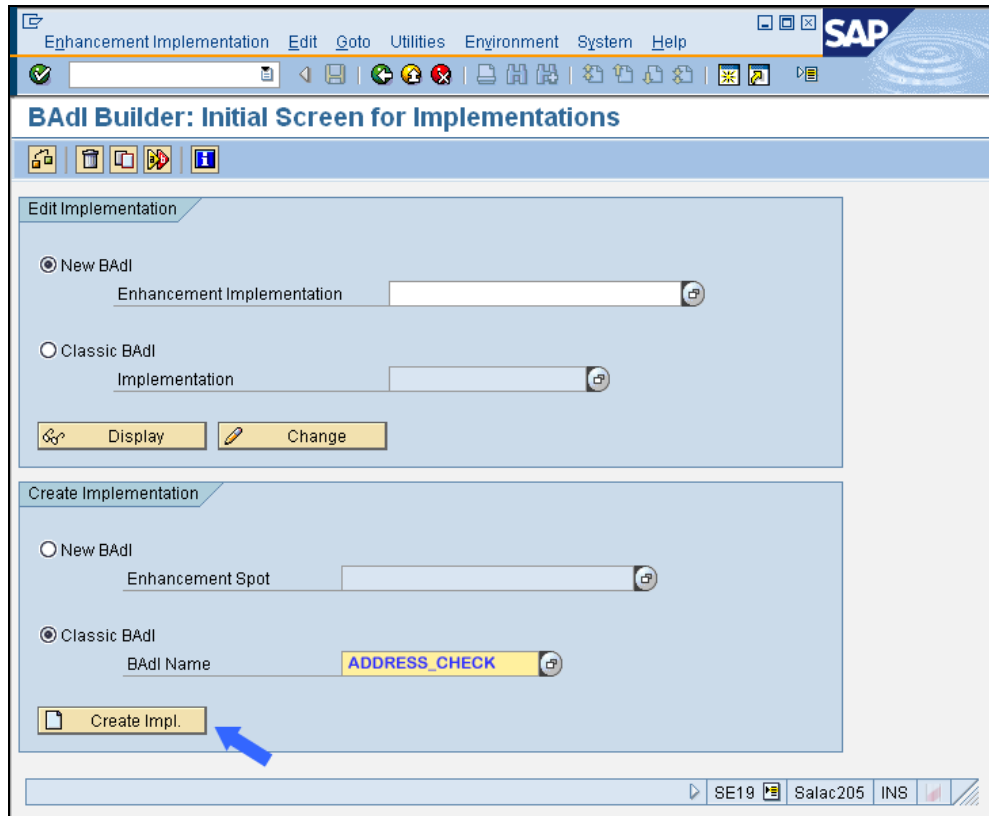 SAP
Enhancement Implementation Edit Goto Utilities Environment System Help
BAdI Builder: Initial Screen for Implementations
Edit Implementation
New BAdI
Enhancement Implementation
Classic BAdI
Implementation
Display Change
Create Implementation
New BAdI
Enhancement Spot
Classic BAdI
BAdI Name ADDRESS_CHECK
Create Impl.
SE19 Salac205 INS